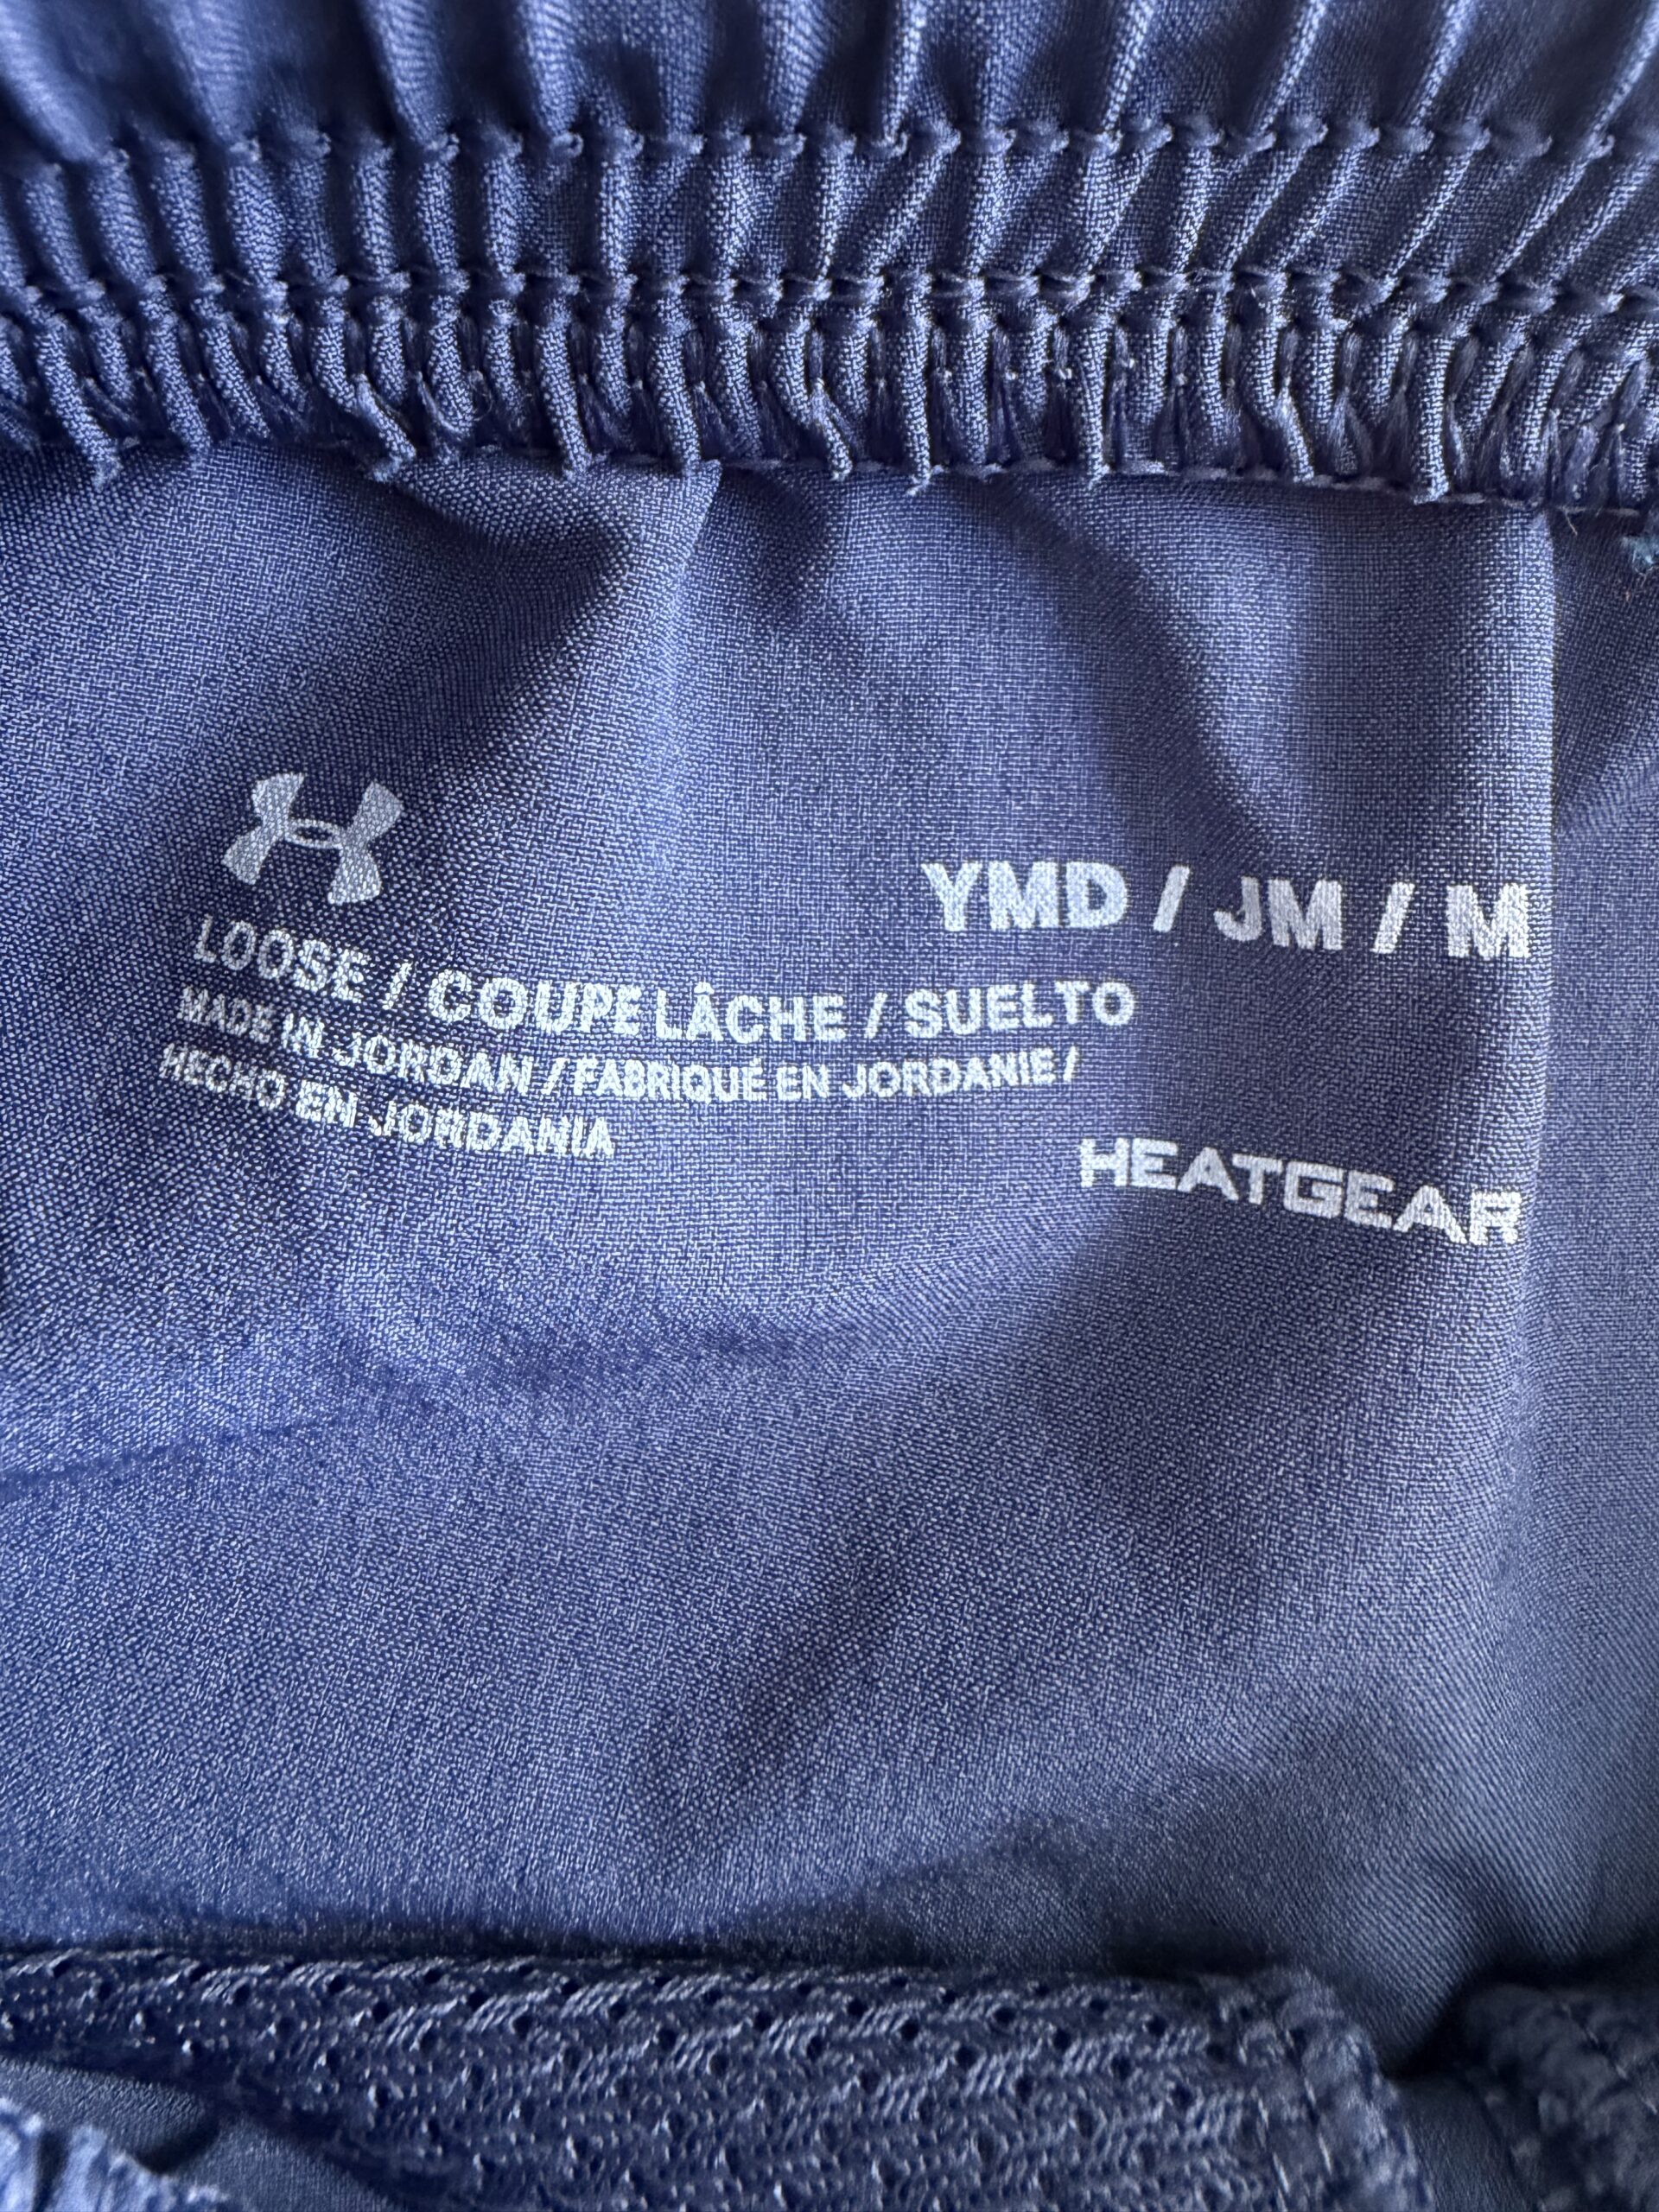 YMD / JM / M
LOOSE / COUPE LÂCHE / SUELTO
MADE IN JORDAN / FABRIQUÉ EN JORDANIE /
HECHO EN JORDANIA
HEATGEAR